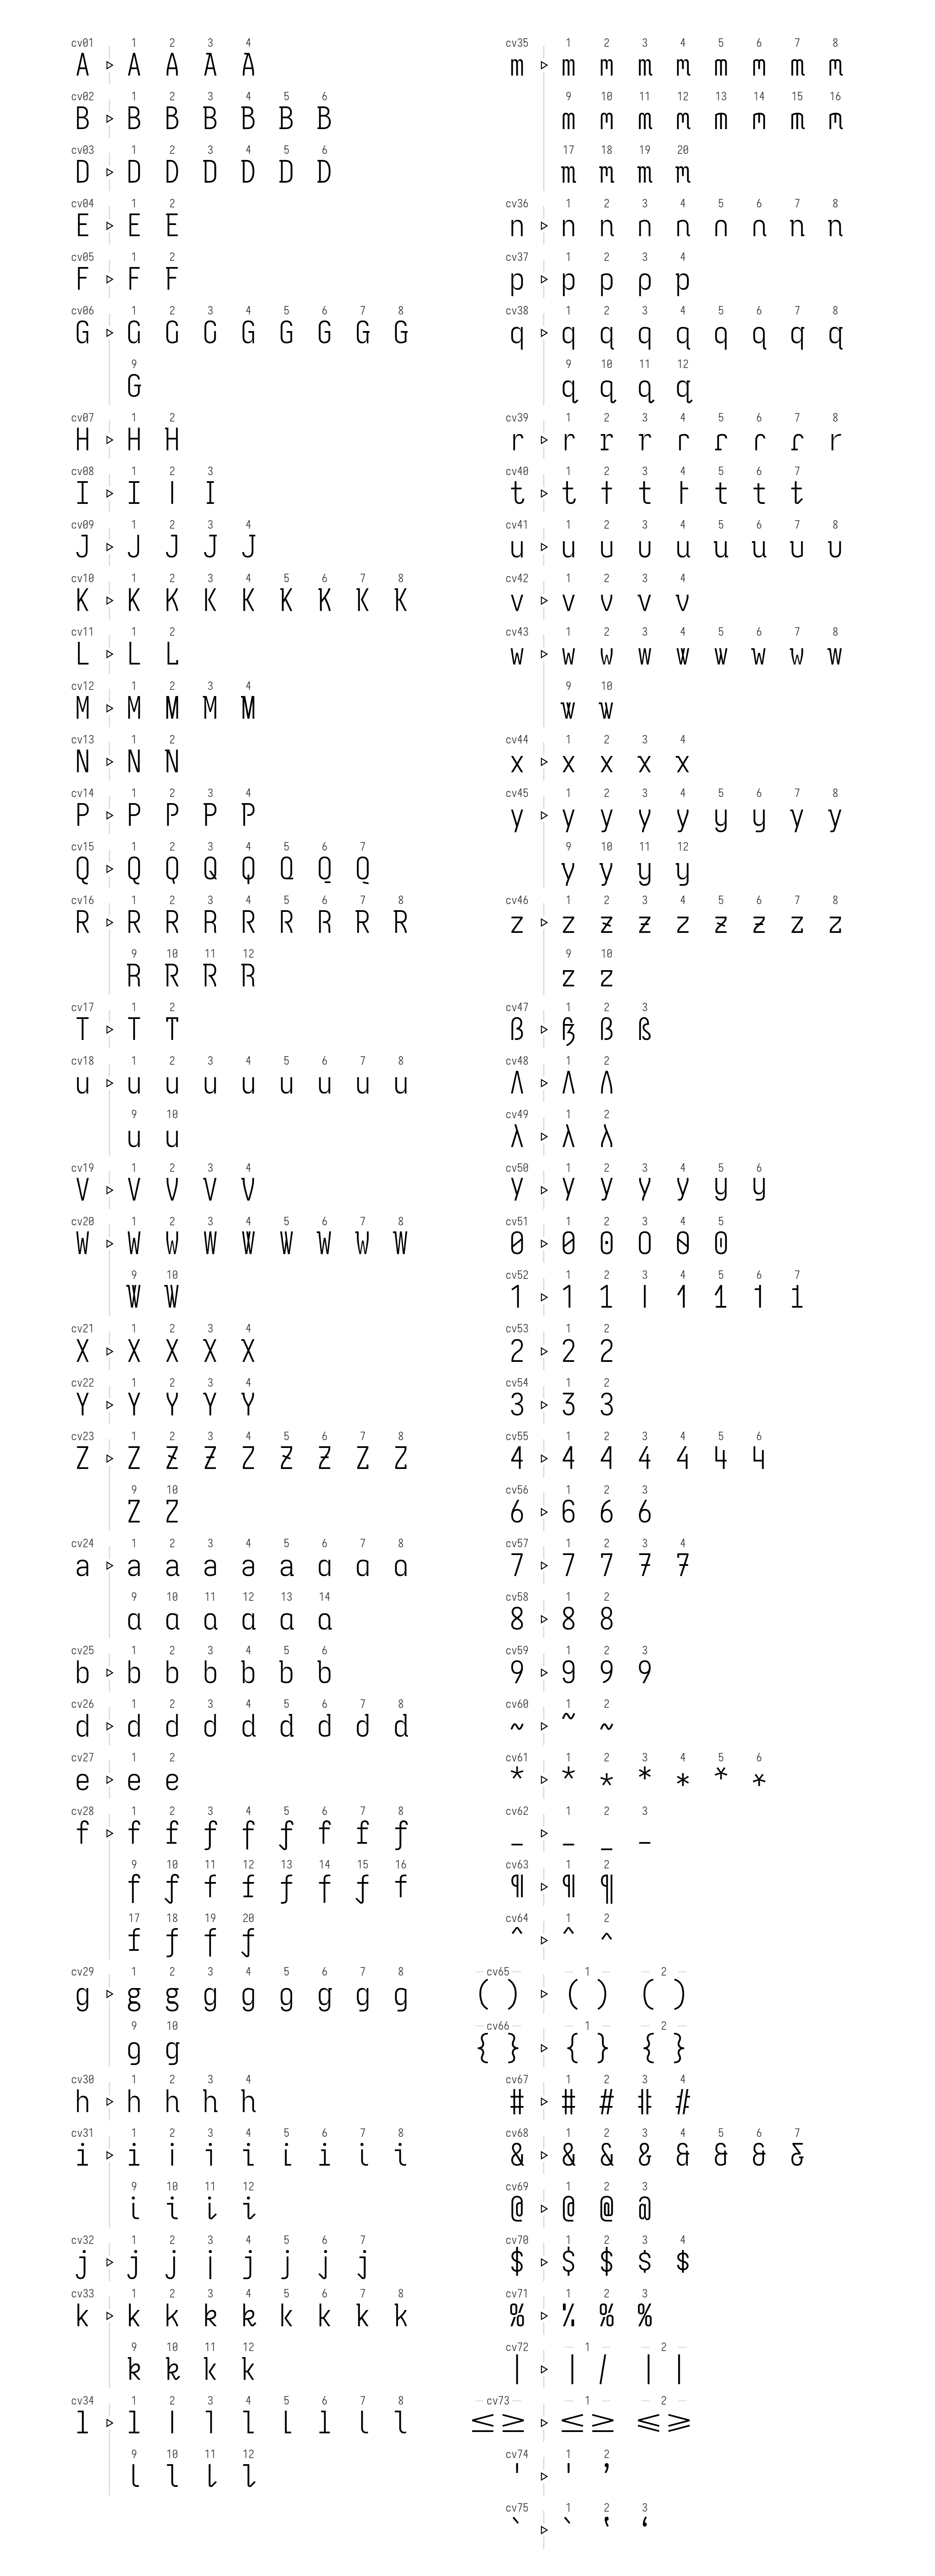 cv01 1 2 3 4
A A A A A
cv02 1 2 3 4 5 6
B B B B B B B
cv03 1 2 3 4 5 6
D D D D D D D
cv04 1 2
E E E
cv05 1 2
F F F
cv06 1 2 3 4 5 6 7 8
G G G G G G G G G
9
G
cv07 1 2
H H H
cv08 1 2 3
I I I I
cv09 1 2 3 4
J J J J J
cv10 1 2 3 4 5 6 7 8
K K K K K K K K K
cv11 1 2
L L L
cv12 1 2 3 4
M M M M M
cv13 1 2
N N N
cv14 1 2 3 4
P P P P P
cv15 1 2 3 4 5 6 7
Q Q Q Q Q Q Q Q
cv16 1 2 3 4 5 6 7 8
R R R R R R R R R
9 10 11 12
R R R R
cv17 1 2
T T T
cv18 1 2 3 4 5 6 7 8
u u u u u u u u u
9 10
u u
cv19 1 2 3 4
V V V V V
cv20 1 2 3 4 5 6 7 8
W W W W W W W W W
9 10
W W
cv21 1 2 3 4
X X X X X
cv22 1 2 3 4
Y Y Y Y Y
cv23 1 2 3 4 5 6 7 8
Z Z Z Z Z Z Z Z Z
9 10
Z Z
cv24 1 2 3 4 5 6 7 8
a a a a a a a a a
9 10 11 12 13 14
a a a a a a
cv25 1 2 3 4 5 6
b b b b b b b
cv26 1 2 3 4 5 6 7 8
d d d d d d d d d
cv27 1 2
e e e
cv28 1 2 3 4 5 6 7 8
f f f f f f f f f
9 10 11 12 13 14 15 16
f f f f f f f f
17 18 19 20
f f f f
cv29 1 2 3 4 5 6 7 8
g g g g g g g g g
9 10
g g
cv30 1 2 3 4
h h h h h
cv31 1 2 3 4 5 6 7 8
i i i i i i i i i
9 10 11 12
i i i i
cv32 1 2 3 4 5 6 7
j j j j j j j j
cv33 1 2 3 4 5 6 7 8
k k k k k k k k k
9 10 11 12
k k k k
cv34 1 2 3 4 5 6 7 8
l l l l l l l l l
9 10 11 12
l l l l
cv35 1 2 3 4 5 6 7 8
m m m m m m m m m
9 10 11 12 13 14 15 16
m m m m m m m m
17 18 19 20
m m m m
cv36 1 2 3 4 5 6 7 8
n n n n n n n n n
cv37 1 2 3 4
p p p p p
cv38 1 2 3 4 5 6 7 8
q q q q q q q q q
9 10 11 12
q q q q
cv39 1 2 3 4 5 6 7 8
r r r r r r r r r
cv40 1 2 3 4 5 6 7
t t t t t t t t
cv41 1 2 3 4 5 6 7 8
u u u u u u u u u
cv42 1 2 3 4
v v v v v
cv43 1 2 3 4 5 6 7 8
w w w w w w w w w
9 10
w w
cv44 1 2 3 4
x x x x x
cv45 1 2 3 4 5 6 7 8
y y y y y y y y y
9 10 11 12
y y y y
cv46 1 2 3 4 5 6 7 8
z z z z z z z z z
9 10
z z
cv47 1 2 3
ß ß ß ß
cv48 1 2
Λ Λ Λ
cv49 1 2
λ λ λ
cv50 1 2 3 4 5 6
у у у у у у у
cv51 1 2 3 4 5
0 0 0 0 0 0
cv52 1 2 3 4 5 6 7
1 1 1 1 1 1 1 1
cv53 1 2
2 2 2
cv54 1 2
3 3 3
cv55 1 2 3 4 5 6
4 4 4 4 4 4 4
cv56 1 2 3
6 6 6 6
cv57 1 2 3 4
7 7 7 7 7
cv58 1 2
8 8 8
cv59 1 2 3
9 9 9 9
cv60 1 2
~ ~ ~
cv61 1 2 3 4 5 6
* * * * * * *
cv62 1 2 3
_ _ _ _
cv63 1 2
¶ ¶ ¶
cv64 1 2
^ ^ ^
cv65 1 2
( ) ( ) ( )
cv66 1 2
{ } { } { }
cv67 1 2 3 4
# # # # #
cv68 1 2 3 4 5 6 7
& & & & & & & &
cv69 1 2 3
@ @ @ @
cv70 1 2 3 4
$ $ $ $ $
cv71 1 2 3
% % % %
cv72 1 2
| | / | |
cv73 1 2
≤ ≥ ≤ ≥ ⩽ ⩾
cv74 1 2
' ' ’
cv75 1 2 3
` ` ‛ ‘